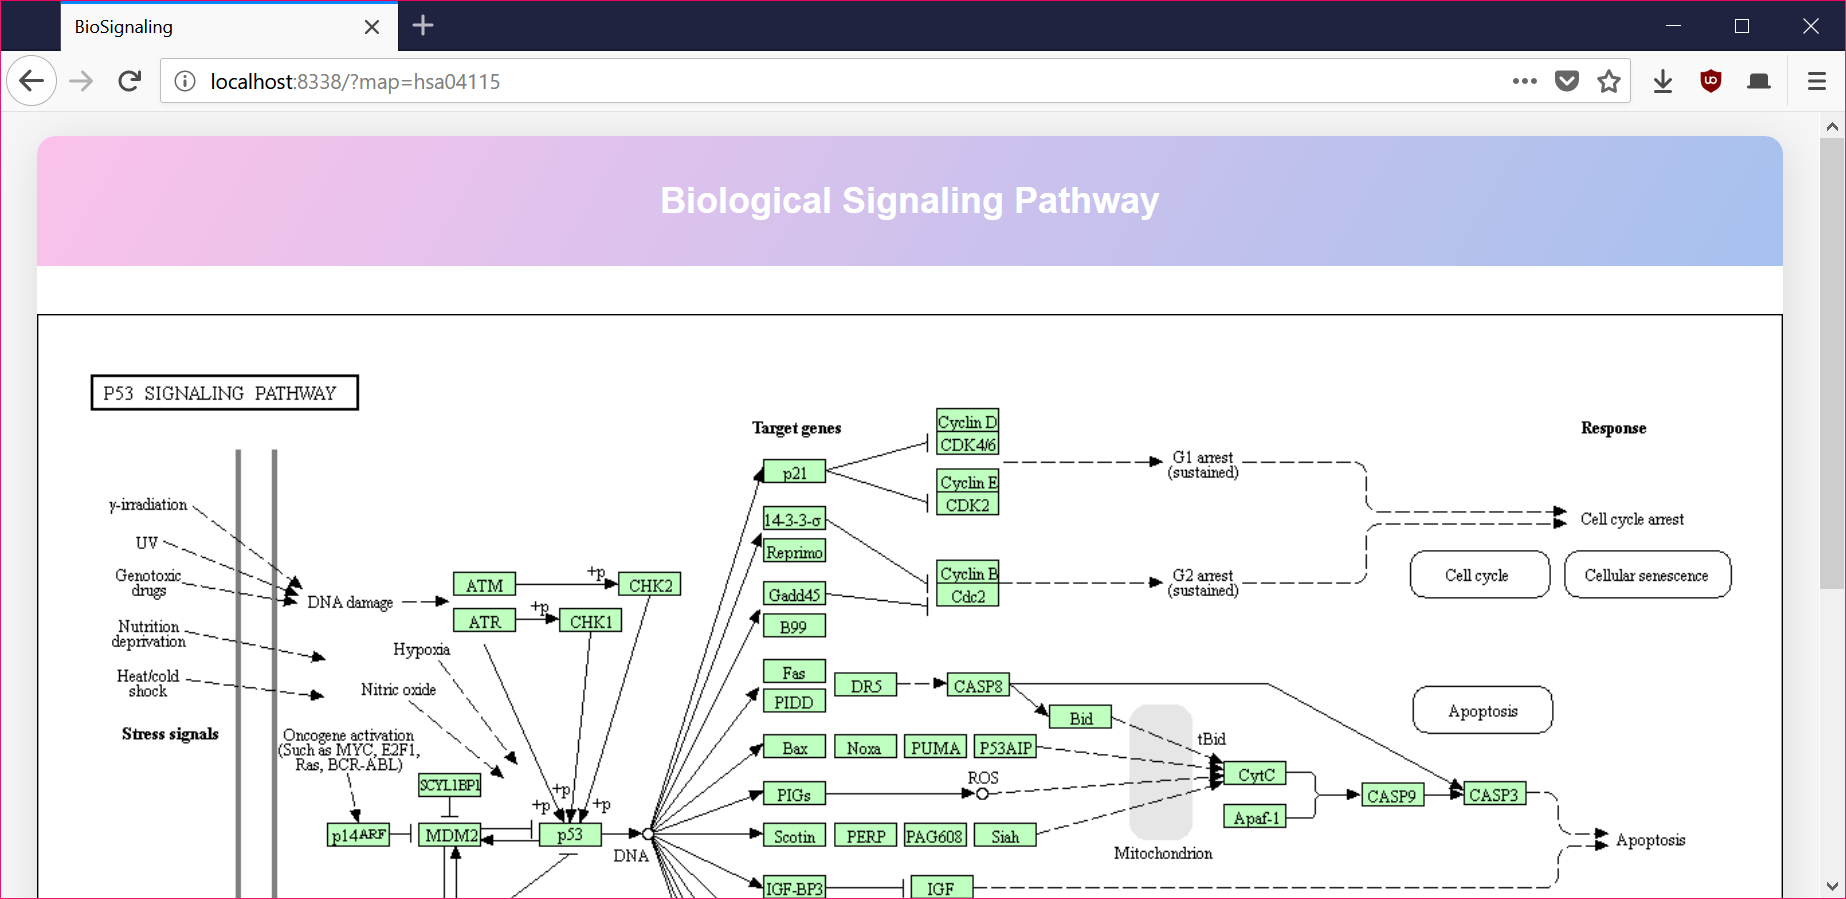 BioSignaling
localhost:8338/?map=hsa04115
Biological Signaling Pathway
P53 SIGNALING PATHWAY
Target genes
Response
Cyclin D
CDK4/6
p21
G1 arrest
(sustained)
Cyclin E
CDK2
γ-irradiation
14-3-3-σ
Cell cycle arrest
UV
Reprimo
Genotoxic
drugs
DNA damage
ATM
+p
CHK2
Gadd45
Cyclin B
Cdc2
G2 arrest
(sustained)
Cell cycle
Cellular senescence
ATR
+p
CHK1
B99
Nutrition
deprivation
Hypoxia
Heat/cold
shock
Nitric oxide
Fas
PIDD
DR5
CASP8
Bid
Apoptosis
Stress signals
Oncogene activation
(Such as MYC, E2F1,
Ras, BCR-ABL)
Bax
Noxa
PUMA
P53AIP
tBid
SCYL1BP1
ROS
CytC
PIGs
CASP9
CASP3
+p
+p
+p
Apaf-1
p14ARF
MDM2
p53
DNA
Scotin
PERP
PAG608
Siah
Mitochondrion
Apoptosis
IGF-BP3
IGF